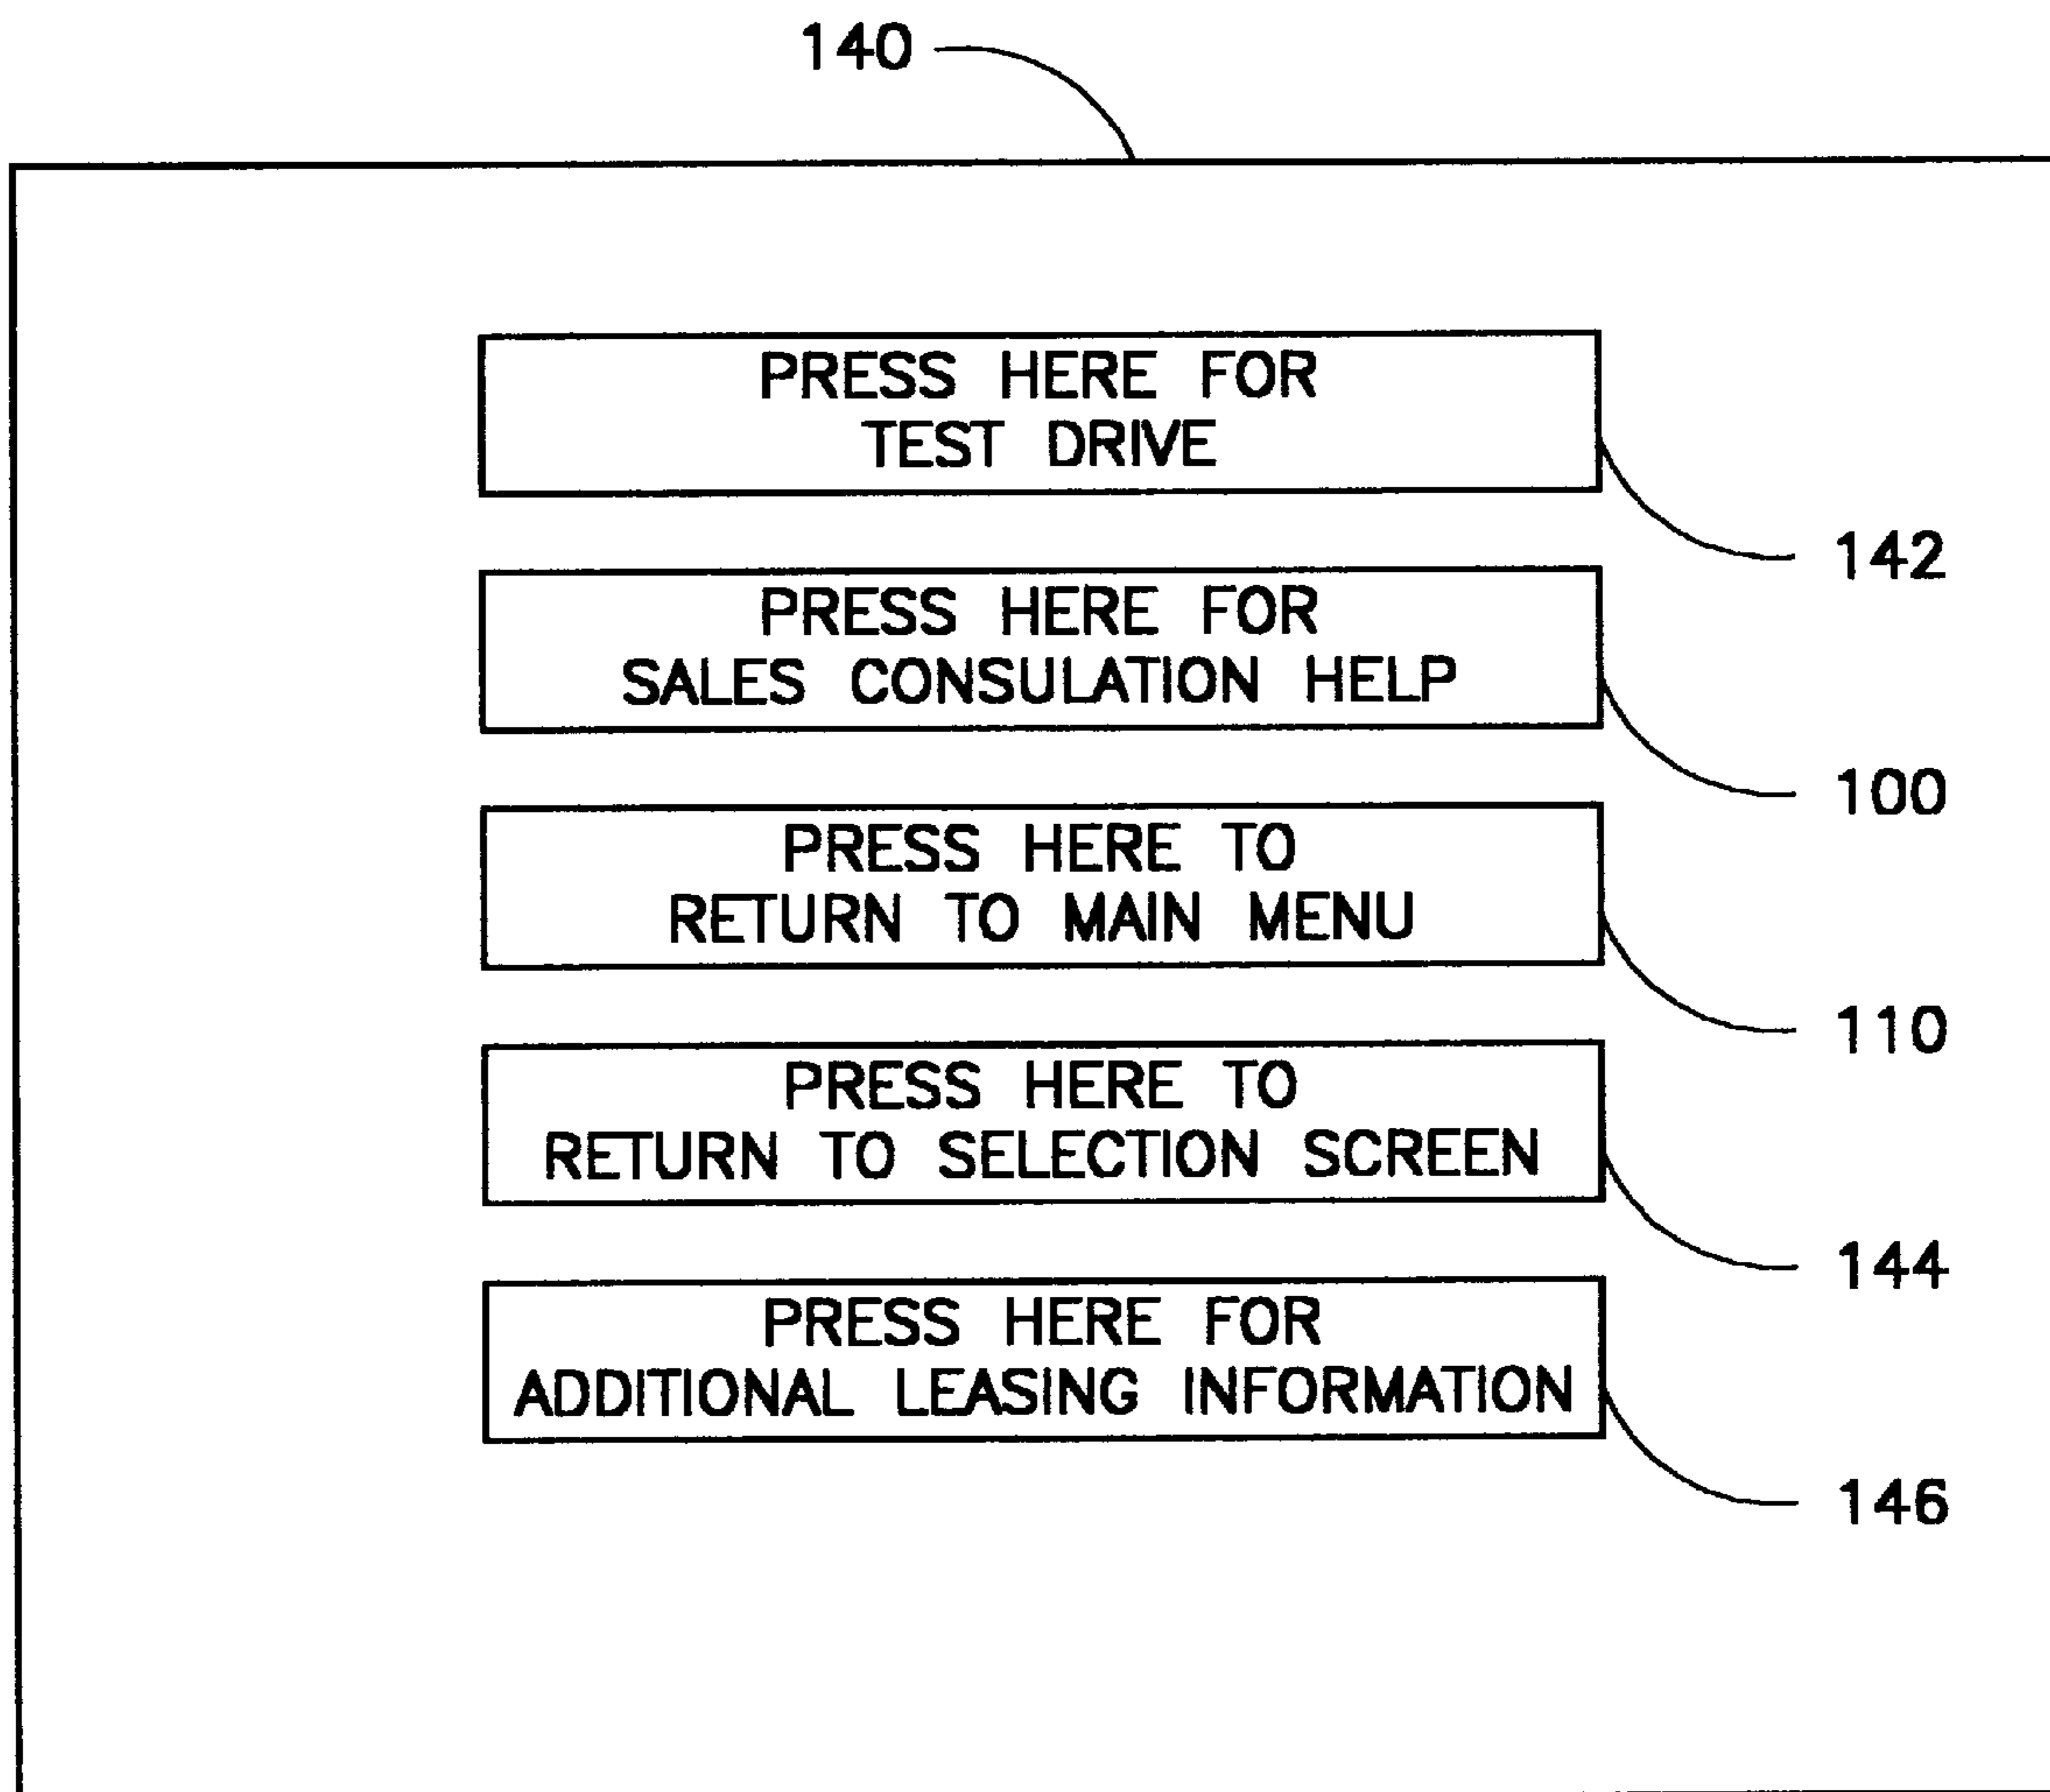 140
PRESS HERE FOR
TEST DRIVE
142
PRESS HERE FOR
SALES CONSULATION HELP
100
PRESS HERE TO
RETURN TO MAIN MENU
110
PRESS HERE TO
RETURN TO SELECTION SCREEN
144
PRESS HERE FOR
ADDITIONAL LEASING INFORMATION
146